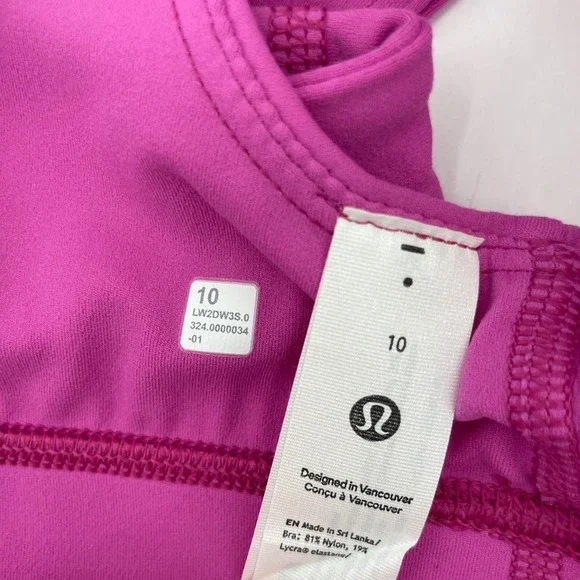 10
LW2DW3S.0
324.0000034
-01
10
Designed in Vancouver
Conçu à Vancouver
EN Made in Sri Lanka/
Bra: 81% Nylon, 19%
Lycra® elastane/